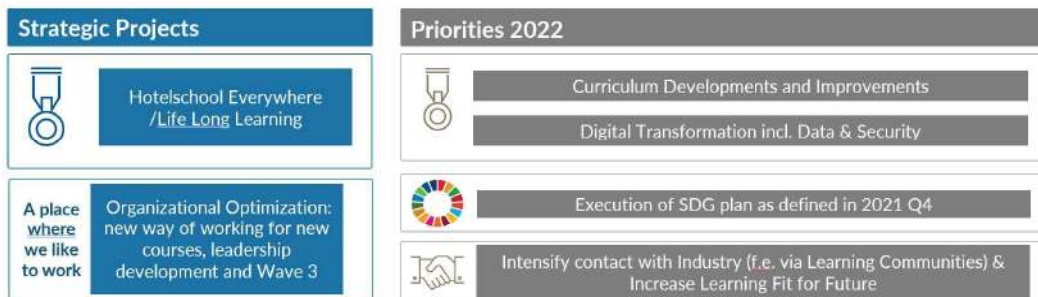 Strategic Projects
Hotelschool Everywhere
/Life Long Learning
A place
where
we like
to work
Organizational Optimization:
new way of working for new
courses, leadership
development and Wave 3
Priorities 2022
Curriculum Developments and Improvements
Digital Transformation incl. Data & Security
Execution of SDG plan as defined in 2021 Q4
Intensify contact with Industry (f.e. via Learning Communities) &
Increase Learning Fit for Future